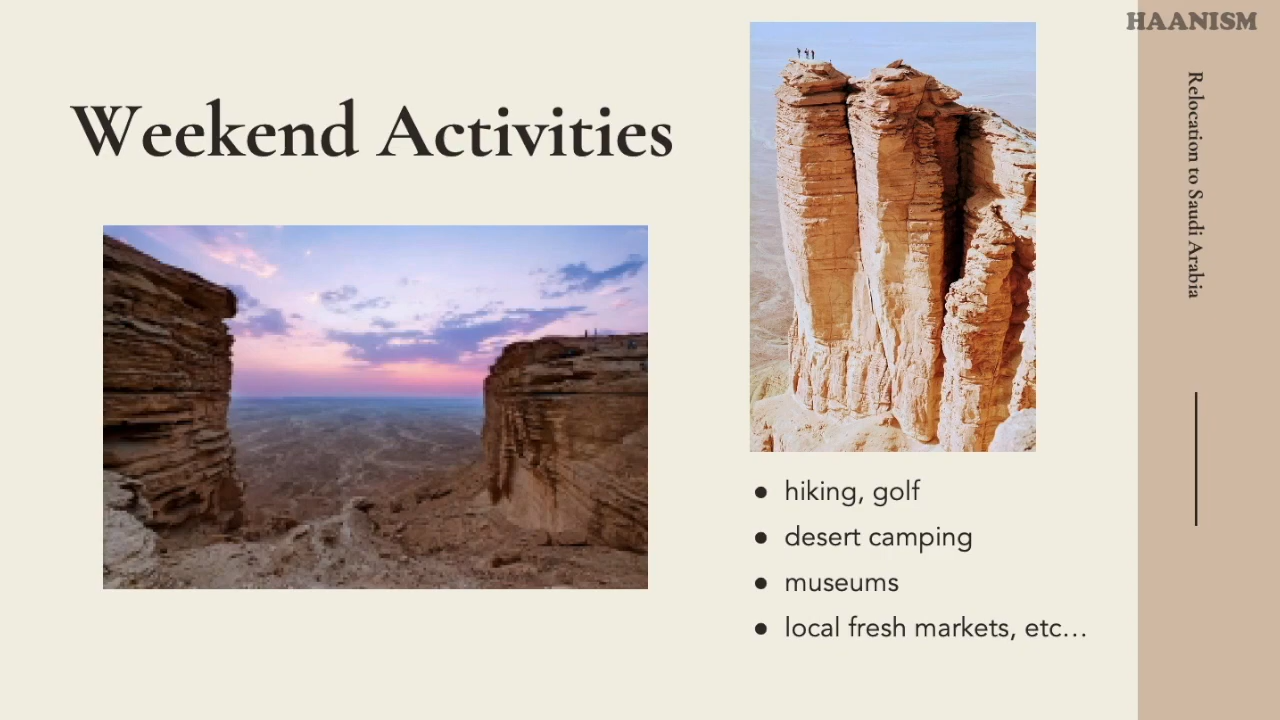 HAANISM
Weekend Activities
● hiking, golf
● desert camping
● museums
● local fresh markets, etc...
Relocation to Saudi Arabia